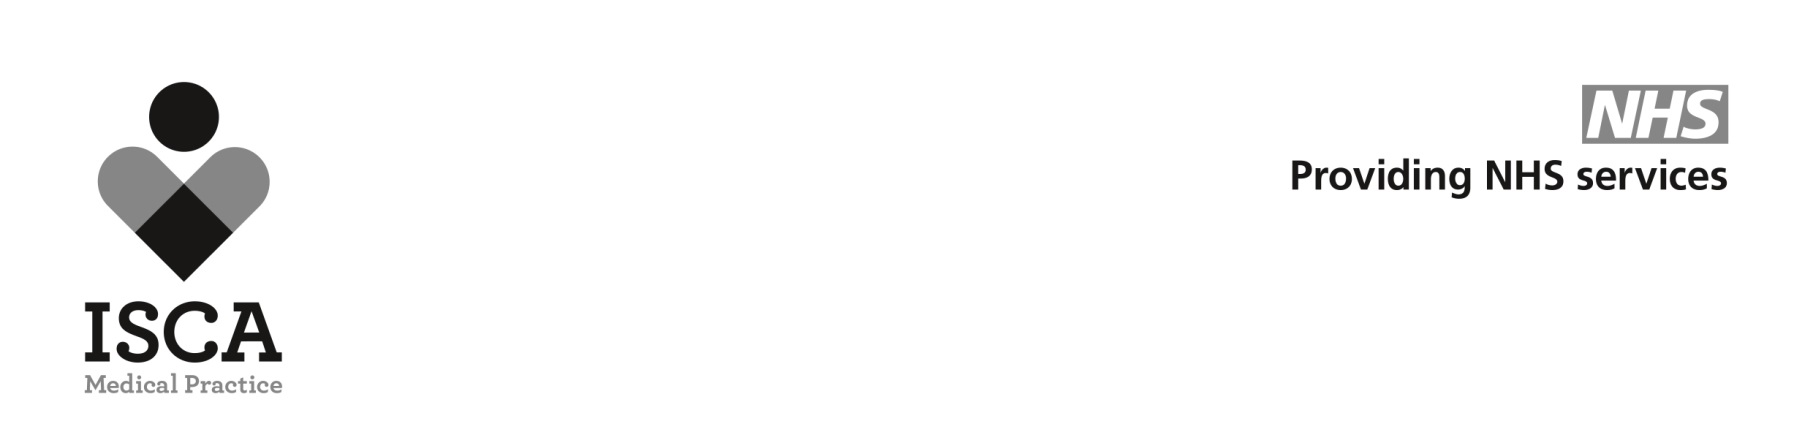 NHS
Providing NHS services
ISCA
Medical Practice